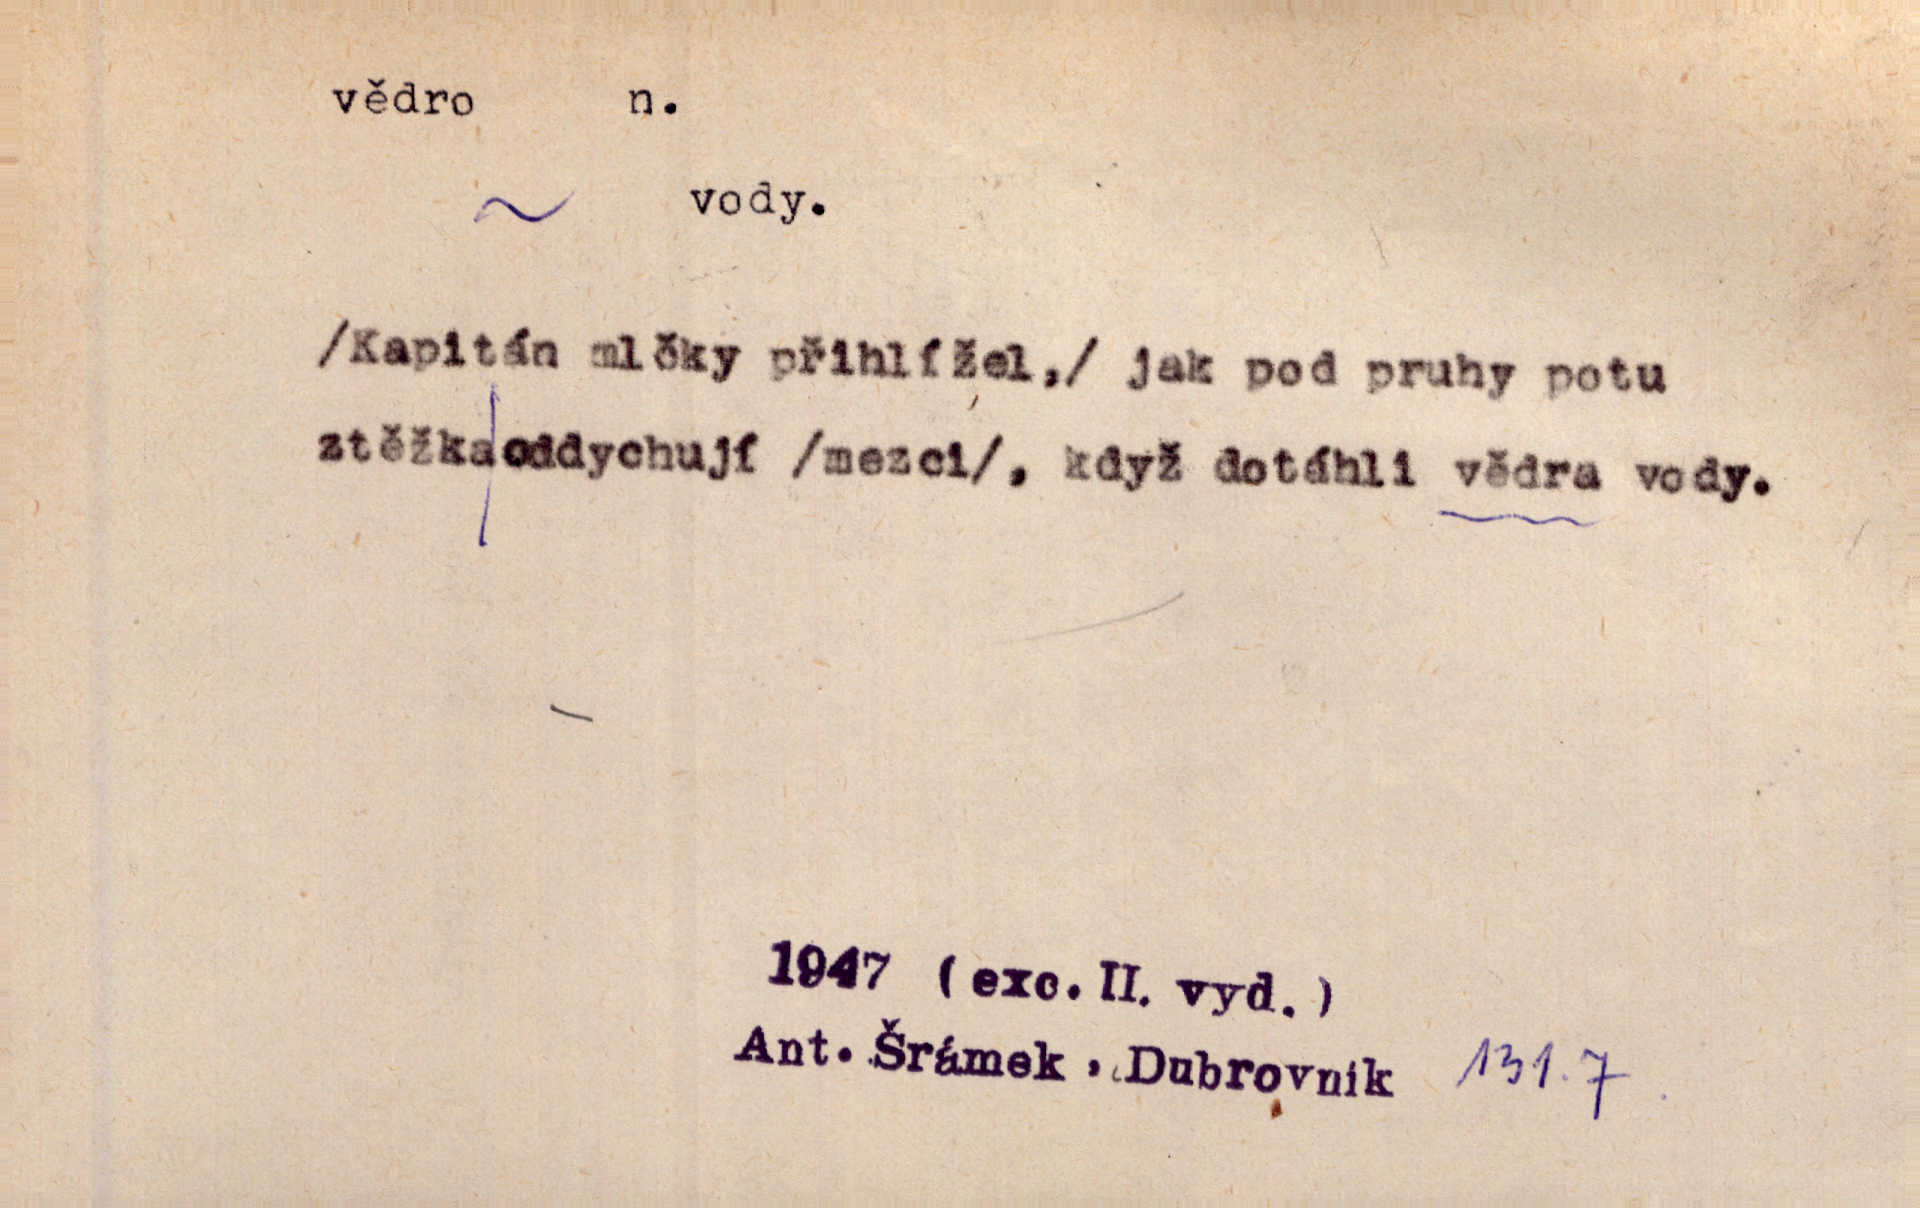 vědro n.
~ vody.
/Kapitán mlčky přihlížel,/ jak pod pruhy potu
ztěžka|oddychují /mezci/, když dotáhli vědra vody.
1947 (exc. II. vyd.)
Ant. Šrámek, Dubrovnik 131.7